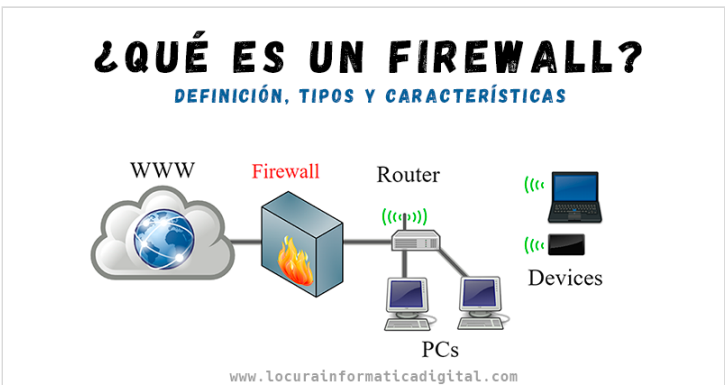 ¿QUÉ ES UN FIREWALL?
DEFINICIÓN, TIPOS Y CARACTERÍSTICAS
WWW
Firewall
Router
Devices
PCs
www.locurainformaticadigital.com